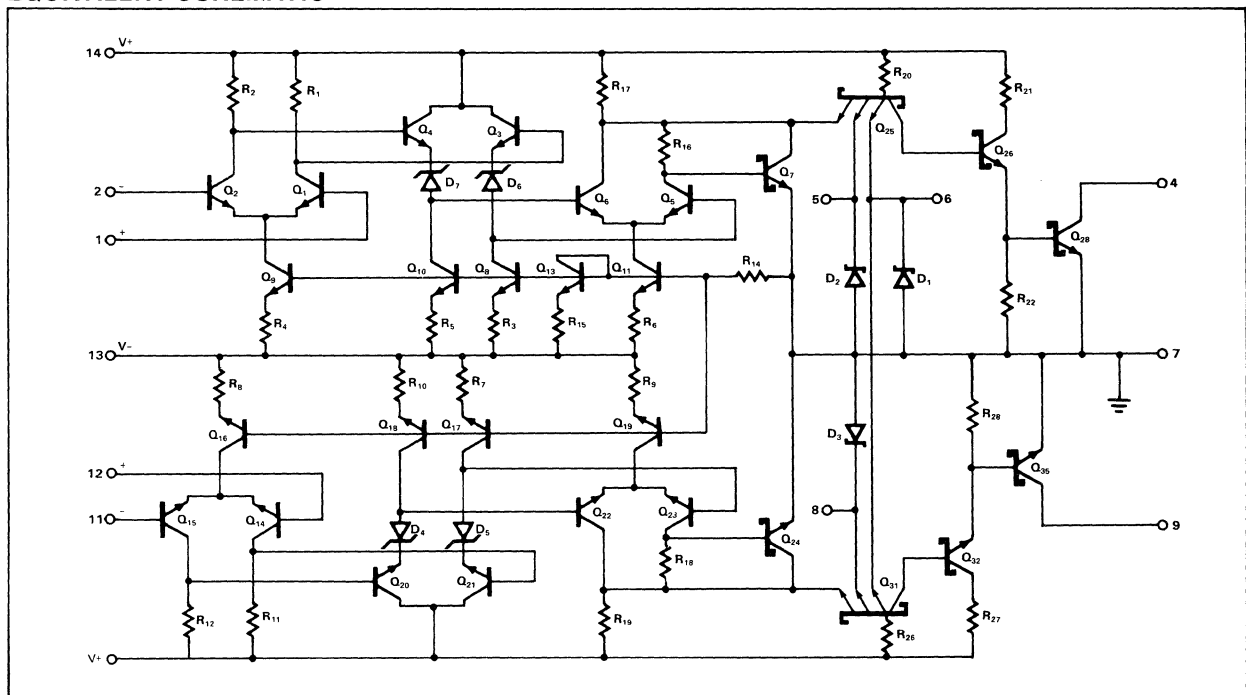 14 V+
R2
R1
Q4
Q3
R17
R16
R20
Q25
R21
Q26
D7
D6
Q7
2 -
Q2
Q1
Q6
Q5
5
6
4
1 +
Q28
Q9
Q10
Q8
Q13
Q11
R14
D2
D1
R22
R4
R5
R3
R15
R6
13 V-
7
R8
R10
R7
R9
R28
Q16
Q18
Q17
Q19
D3
Q35
12 +
11 -
Q15
Q14
D4
D5
Q22
Q23
8
Q24
9
R18
Q31
Q32
Q20
Q21
R12
R11
R19
R26
R27
V+